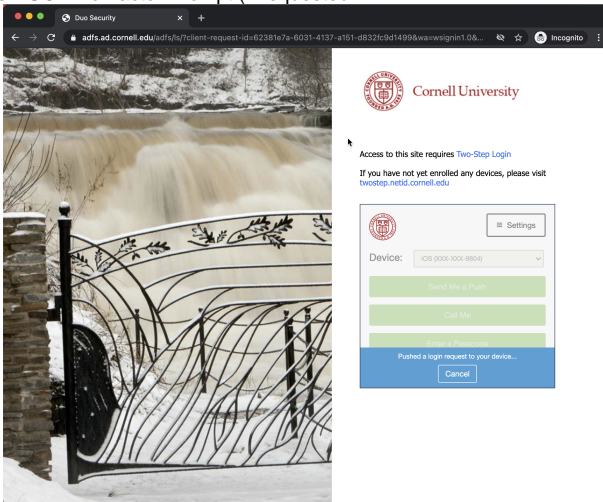 Duo Security
adfs.ad.cornell.edu/adfs/ls/?client-request-id=62381e7a-6031-4137-a151-d832fc9d1499&wa=wsignin1.0&...
Incognito
Cornell University
Access to this site requires Two-Step Login
If you have not yet enrolled any devices, please visit
twostep.netid.cornell.edu
Settings
Device:
iOS (XXX-XXX-9804)
Send Me a Push
Call Me
Enter a Passcode
Pushed a login request to your device...
Cancel